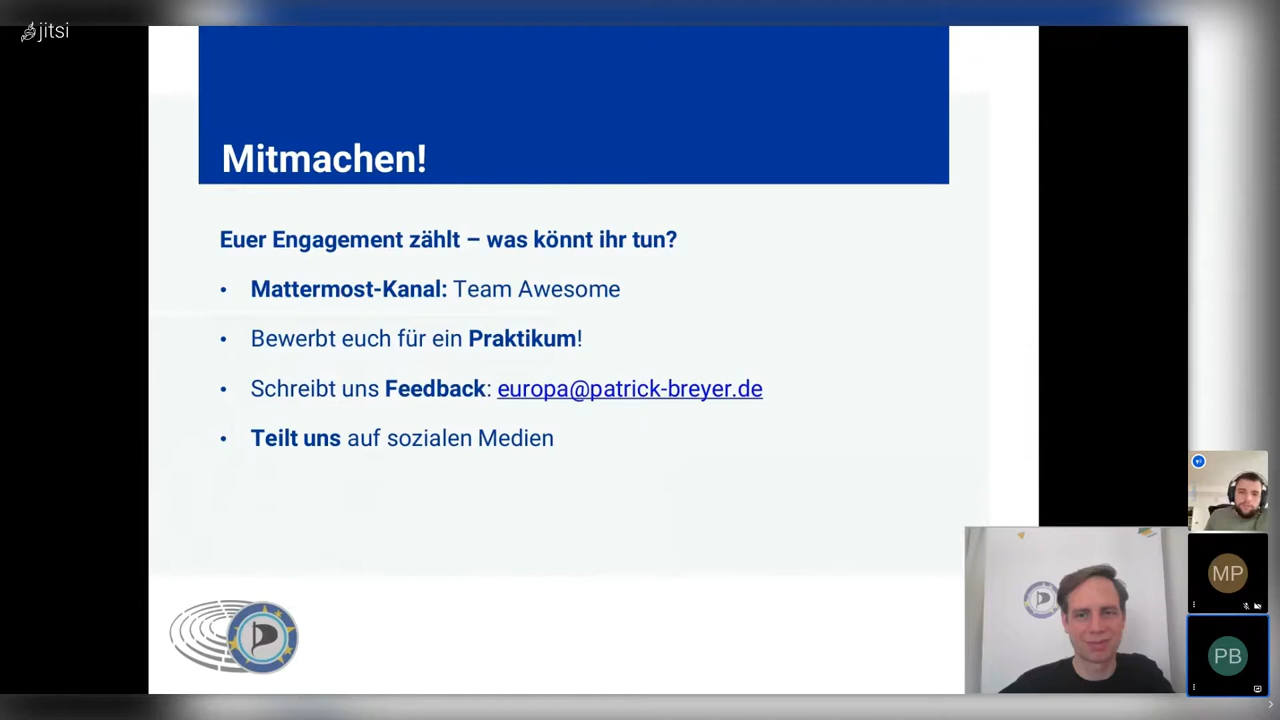 jitsi
Mitmachen!
Euer Engagement zählt – was könnt ihr tun?
• Mattermost-Kanal: Team Awesome
• Bewerbt euch für ein Praktikum!
• Schreibt uns Feedback: europa@patrick-breyer.de
• Teilt uns auf sozialen Medien
MP
PB